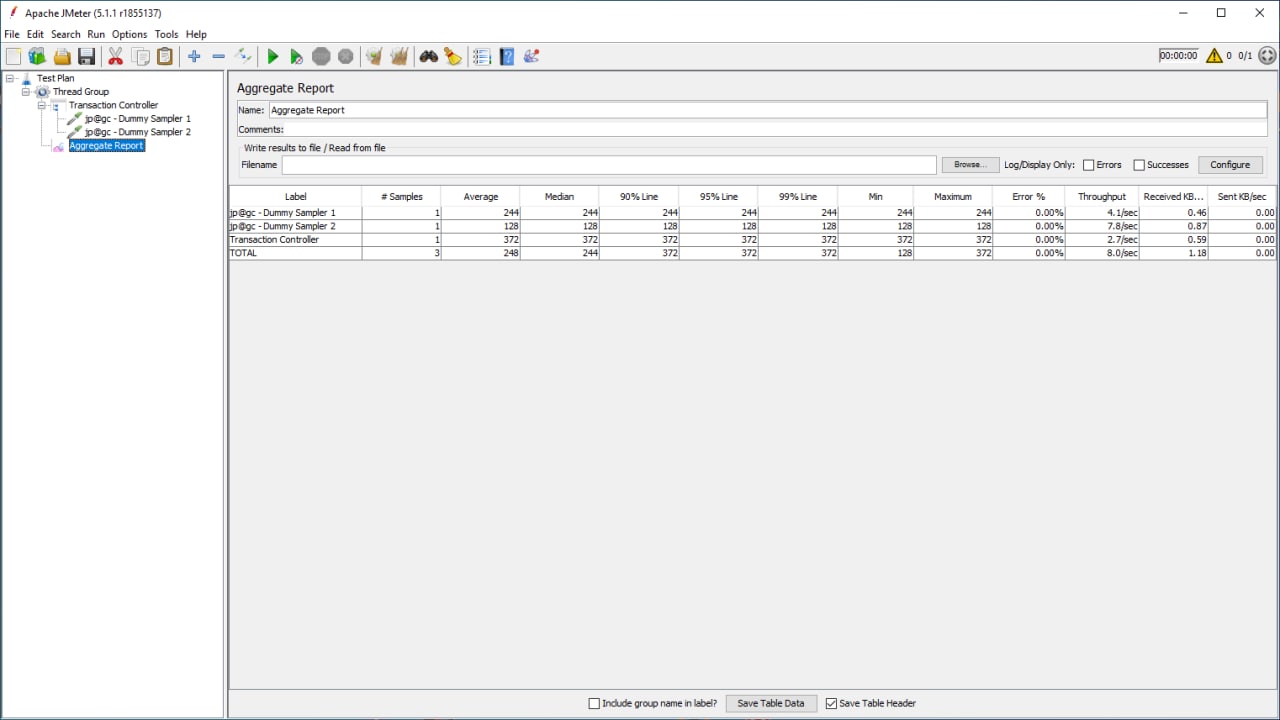 Apache JMeter (5.1.1 r1855137)
File Edit Search Run Options Tools Help
00:00:00 0 0/1
Test Plan
Thread Group
Transaction Controller
jp@gc - Dummy Sampler 1
jp@gc - Dummy Sampler 2
Aggregate Report
Aggregate Report
Name: Aggregate Report
Comments:
Write results to file / Read from file
Filename Browse... Log/Display Only: Errors Successes Configure
Label # Samples Average Median 90% Line 95% Line 99% Line Min Maximum Error % Throughput Received KB... Sent KB/sec
jp@gc - Dummy Sampler 1 1 244 244 244 244 244 244 244 0.00% 4.1/sec 0.46 0.00
jp@gc - Dummy Sampler 2 1 128 128 128 128 128 128 128 0.00% 7.8/sec 0.87 0.00
Transaction Controller 1 372 372 372 372 372 372 372 0.00% 2.7/sec 0.59 0.00
TOTAL 3 248 244 372 372 372 128 372 0.00% 8.0/sec 1.18 0.00
Include group name in label? Save Table Data Save Table Header